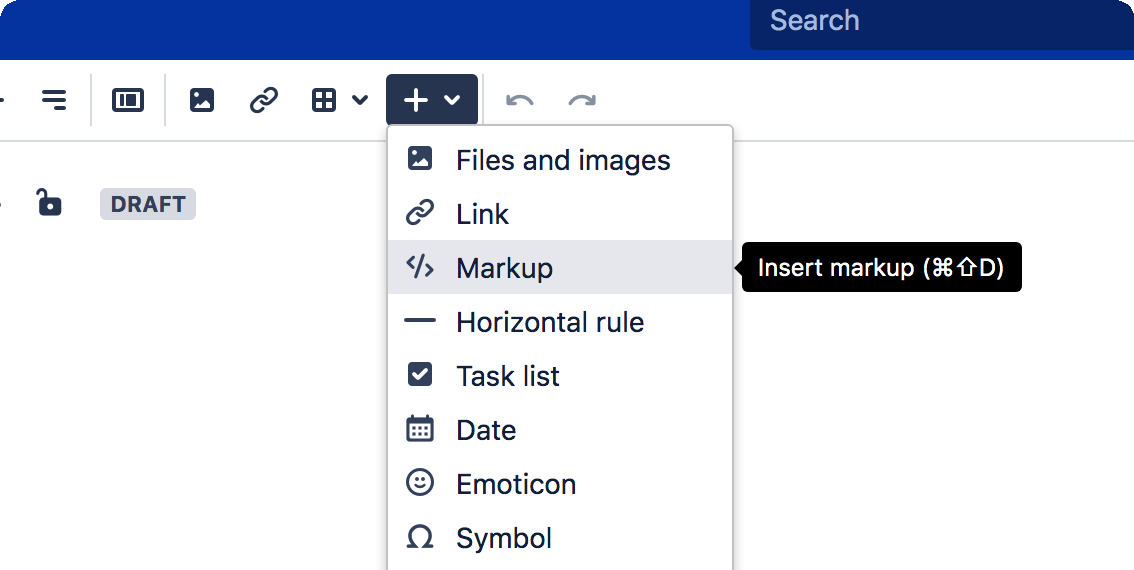 Search
DRAFT
Files and images
Link
Markup
Insert markup (⌘⇧D)
Horizontal rule
Task list
Date
Emoticon
Symbol